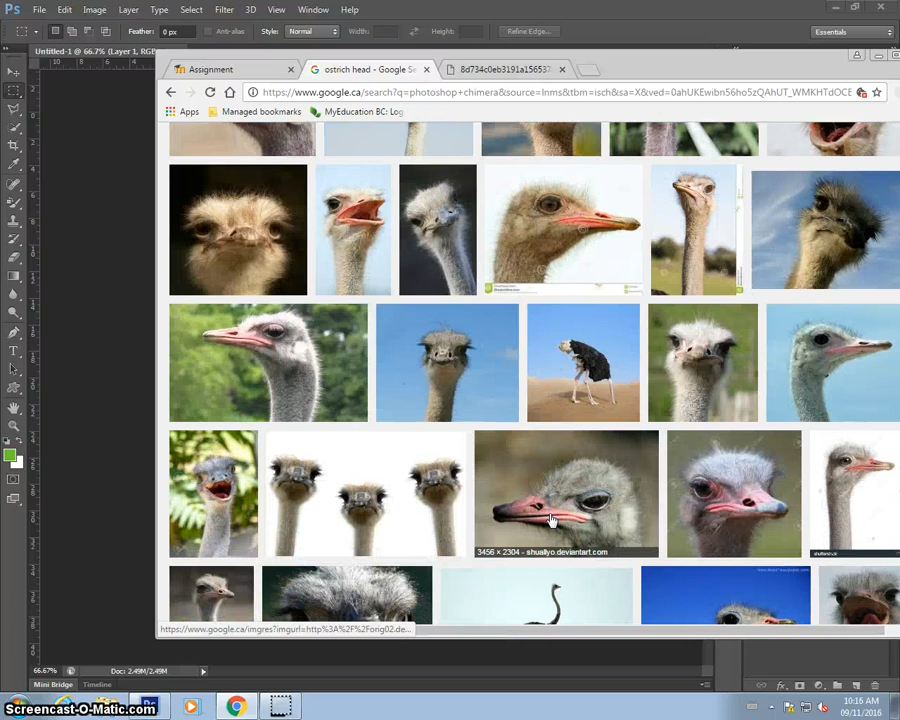 Ps File Edit Image Layer Type Select Filter 3D View Window Help
Feather: 0 px Anti-alias Style: Normal Width: Height: Refine Edge... Essentials
Untitled-1 @ 66.7% (Layer 1, RGB
Assignment
ostrich head - Google Se
8d734c0eb3191a156537
https://www.google.ca/search?q=photoshop+chimera&source=lnms&tbm=isch&sa=X&ved=0ahUKEwibn56ho5zQAhUT_WMKHTdOCE
Apps Managed bookmarks MyEducation BC: Log
3456 × 2304 - shuallyo.deviantart.com
https://www.google.ca/imgres?imgurl=http%3A%2F%2Forig02.de...
66.67% Doc: 2.49M/2.49M
Mini Bridge Timeline
Screencast-O-Matic.com
10:16 AM
09/11/2016